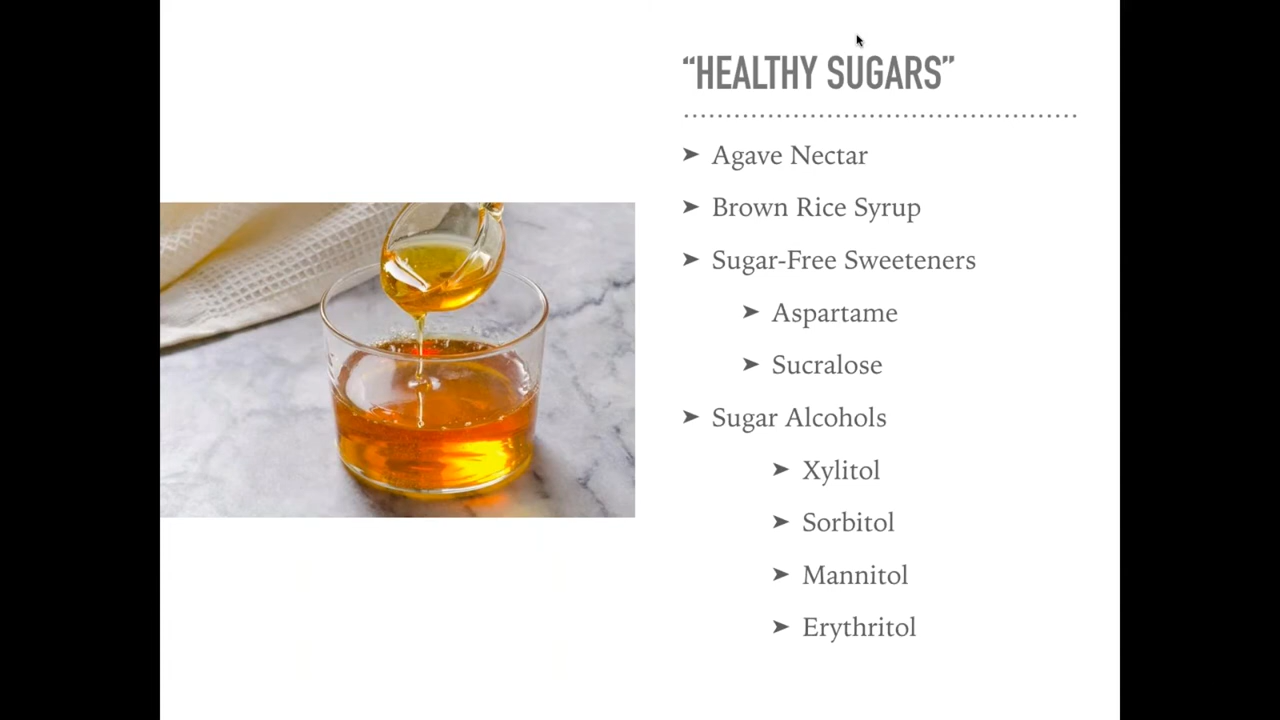 “HEALTHY SUGARS”
➤ Agave Nectar
➤ Brown Rice Syrup
➤ Sugar-Free Sweeteners
➤ Aspartame
➤ Sucralose
➤ Sugar Alcohols
➤ Xylitol
➤ Sorbitol
➤ Mannitol
➤ Erythritol